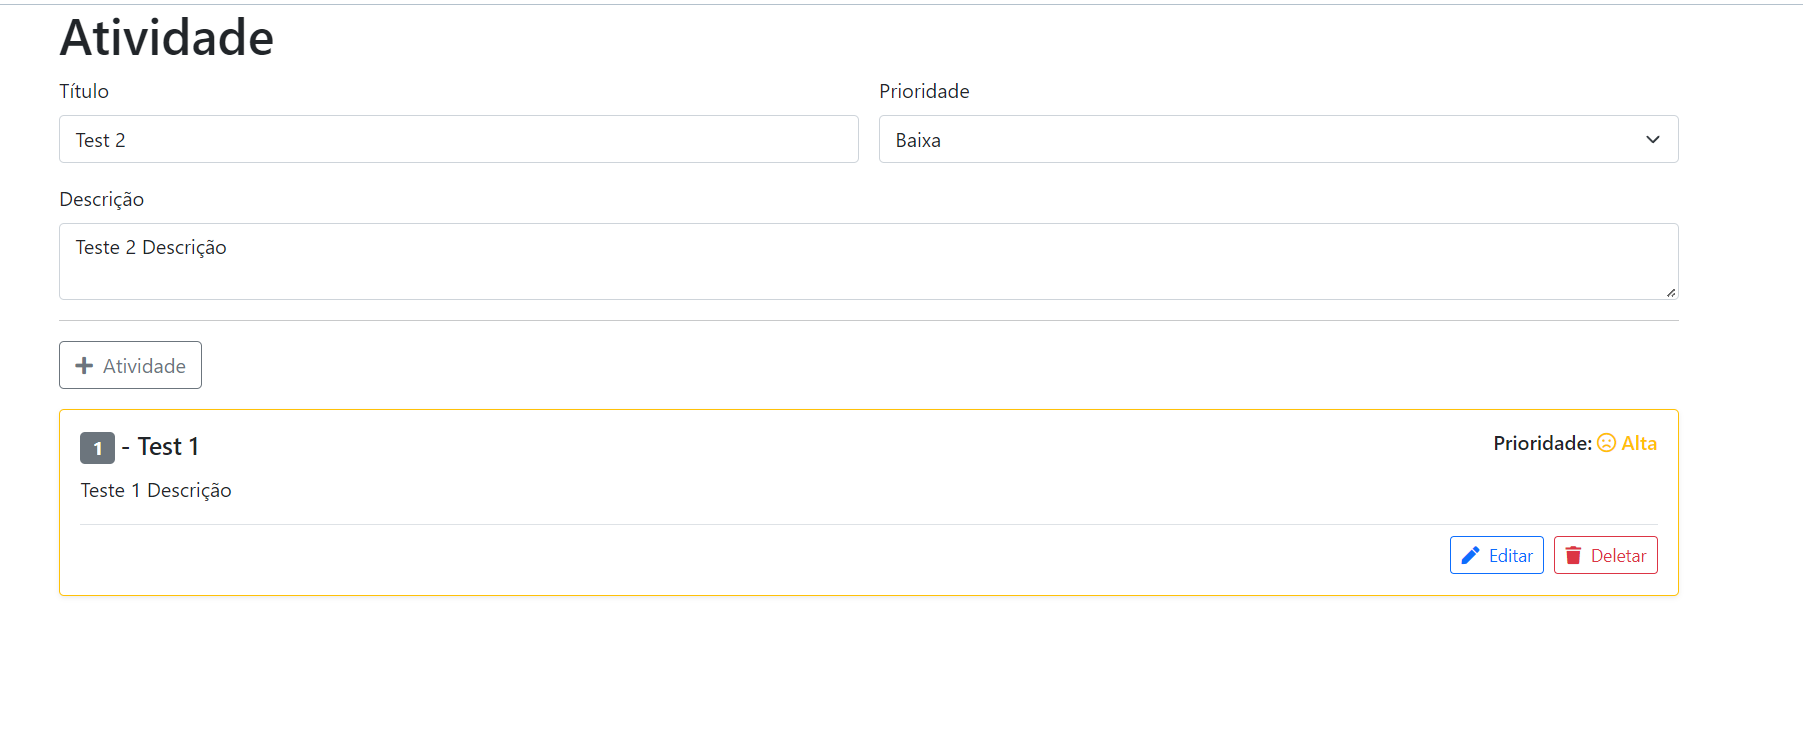 Atividade
Título
Prioridade
Test 2
Baixa
Descrição
Teste 2 Descrição
Atividade
1 - Test 1
Prioridade: Alta
Teste 1 Descrição
Editar
Deletar